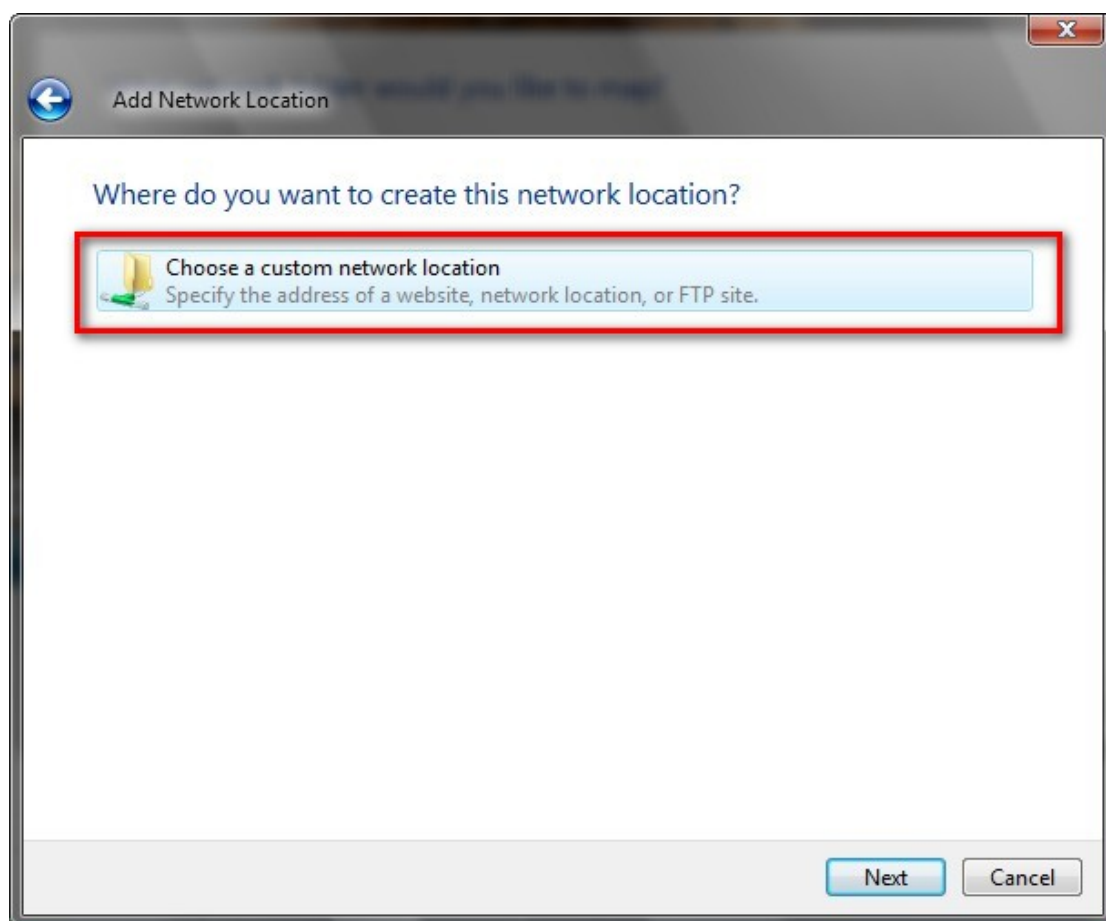 Add Network Location
Where do you want to create this network location?
Choose a custom network location
Specify the address of a website, network location, or FTP site.
Next
Cancel